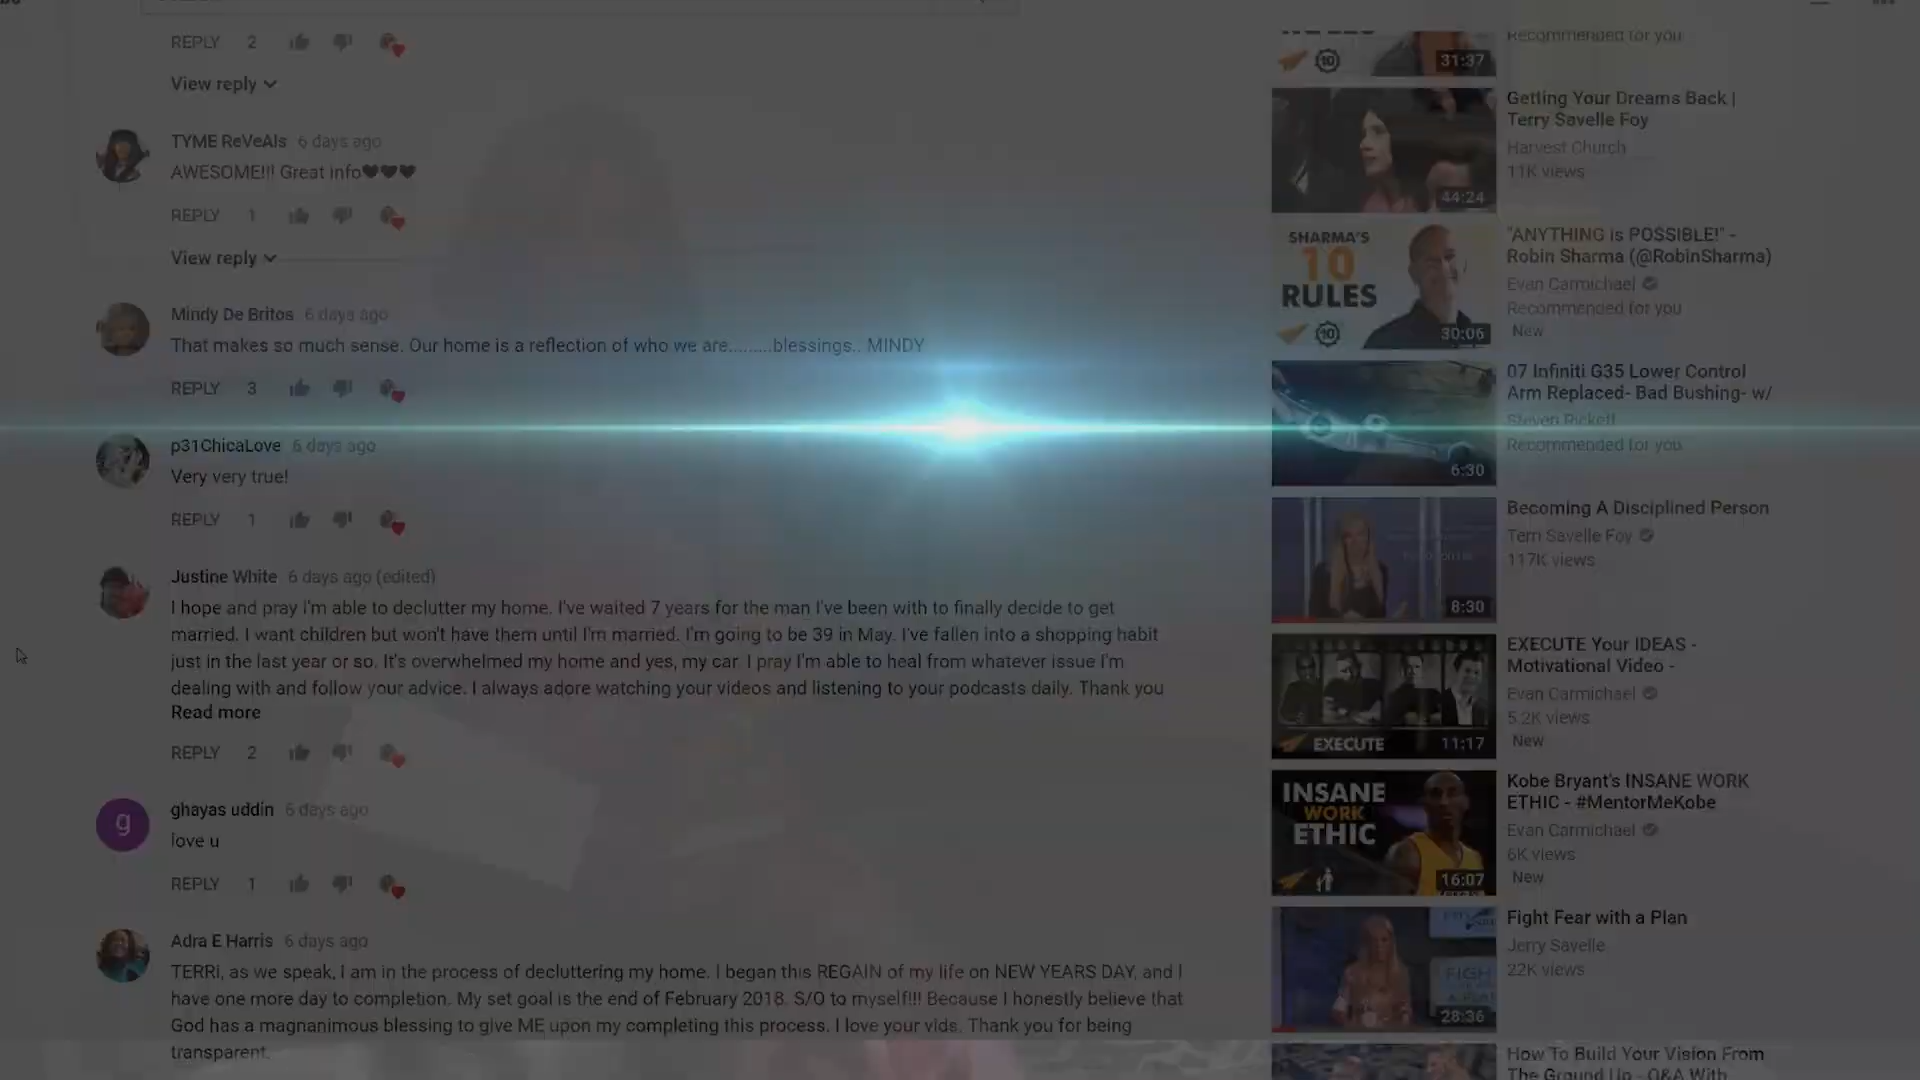 REPLY 2
View reply
TYME ReVeAls 6 days ago
AWESOME!!! Great info♥♥♥
REPLY 1
View reply
Mindy De Britos 6 days ago
That makes so much sense. Our home is a reflection of who we are.........blessings.. MINDY
REPLY 3
p31ChicaLove 6 days ago
Very very true!
REPLY 1
Justine White 6 days ago (edited)
I hope and pray I'm able to declutter my home. I've waited 7 years for the man I've been with to finally decide to get
married. I want children but won't have them until I'm married. I'm going to be 39 in May. I've fallen into a shopping habit
just in the last year or so. It's overwhelmed my home and yes, my car. I pray I'm able to heal from whatever issue I'm
dealing with and follow your advice. I always adore watching your videos and listening to your podcasts daily. Thank you
Read more
REPLY 2
g
ghayas uddin 6 days ago
love u
REPLY 1
Adra E Harris 6 days ago
TERRi, as we speak, I am in the process of decluttering my home. I began this REGAIN of my life on NEW YEARS DAY, and I
have one more day to completion. My set goal is the end of February 2018. S/O to myself!!! Because I honestly believe that
God has a magnanimous blessing to give ME upon my completing this process. I love your vids. Thank you for being
transparent.
10
31:37
Recommended for you
44:24
Getting Your Dreams Back |
Terry Savelle Foy
Harvest Church
11K views
SHARMA'S
10
RULES
10
30:06
"ANYTHING is POSSIBLE!" -
Robin Sharma (@RobinSharma)
Evan Carmichael
Recommended for you
New
6:30
07 Infiniti G35 Lower Control
Arm Replaced- Bad Bushing- w/
Steven Rickett
Recommended for you
8:30
Becoming A Disciplined Person
Terri Savelle Foy
117K views
EXECUTE
11:17
EXECUTE Your IDEAS -
Motivational Video -
Evan Carmichael
5.2K views
New
INSANE
WORK
ETHIC
16:07
Kobe Bryant's INSANE WORK
ETHIC - #MentorMeKobe
Evan Carmichael
6K views
New
FIGH
28:36
Fight Fear with a Plan
Jerry Savelle
22K views
How To Build Your Vision From
The Ground Up - Q&A With